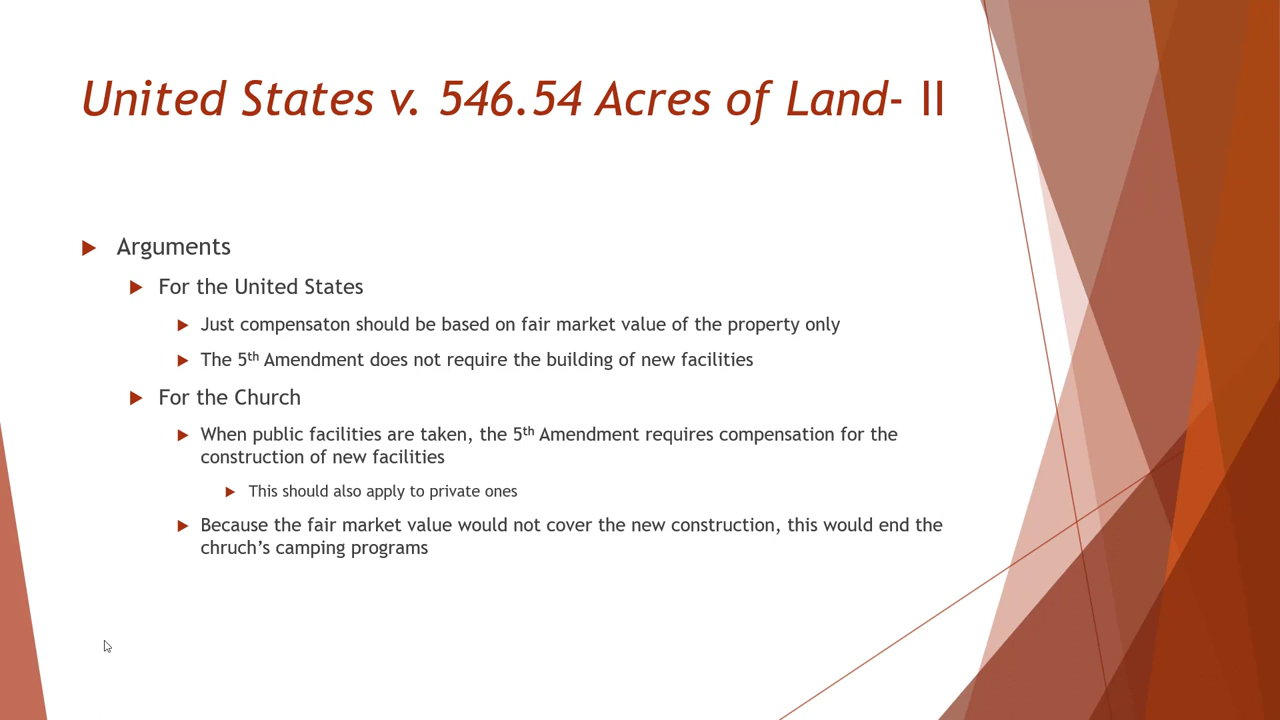 United States v. 546.54 Acres of Land- II
Arguments
For the United States
Just compensaton should be based on fair market value of the property only
The 5th Amendment does not require the building of new facilities
For the Church
When public facilities are taken, the 5th Amendment requires compensation for the
construction of new facilities
This should also apply to private ones
Because the fair market value would not cover the new construction, this would end the
chruch's camping programs